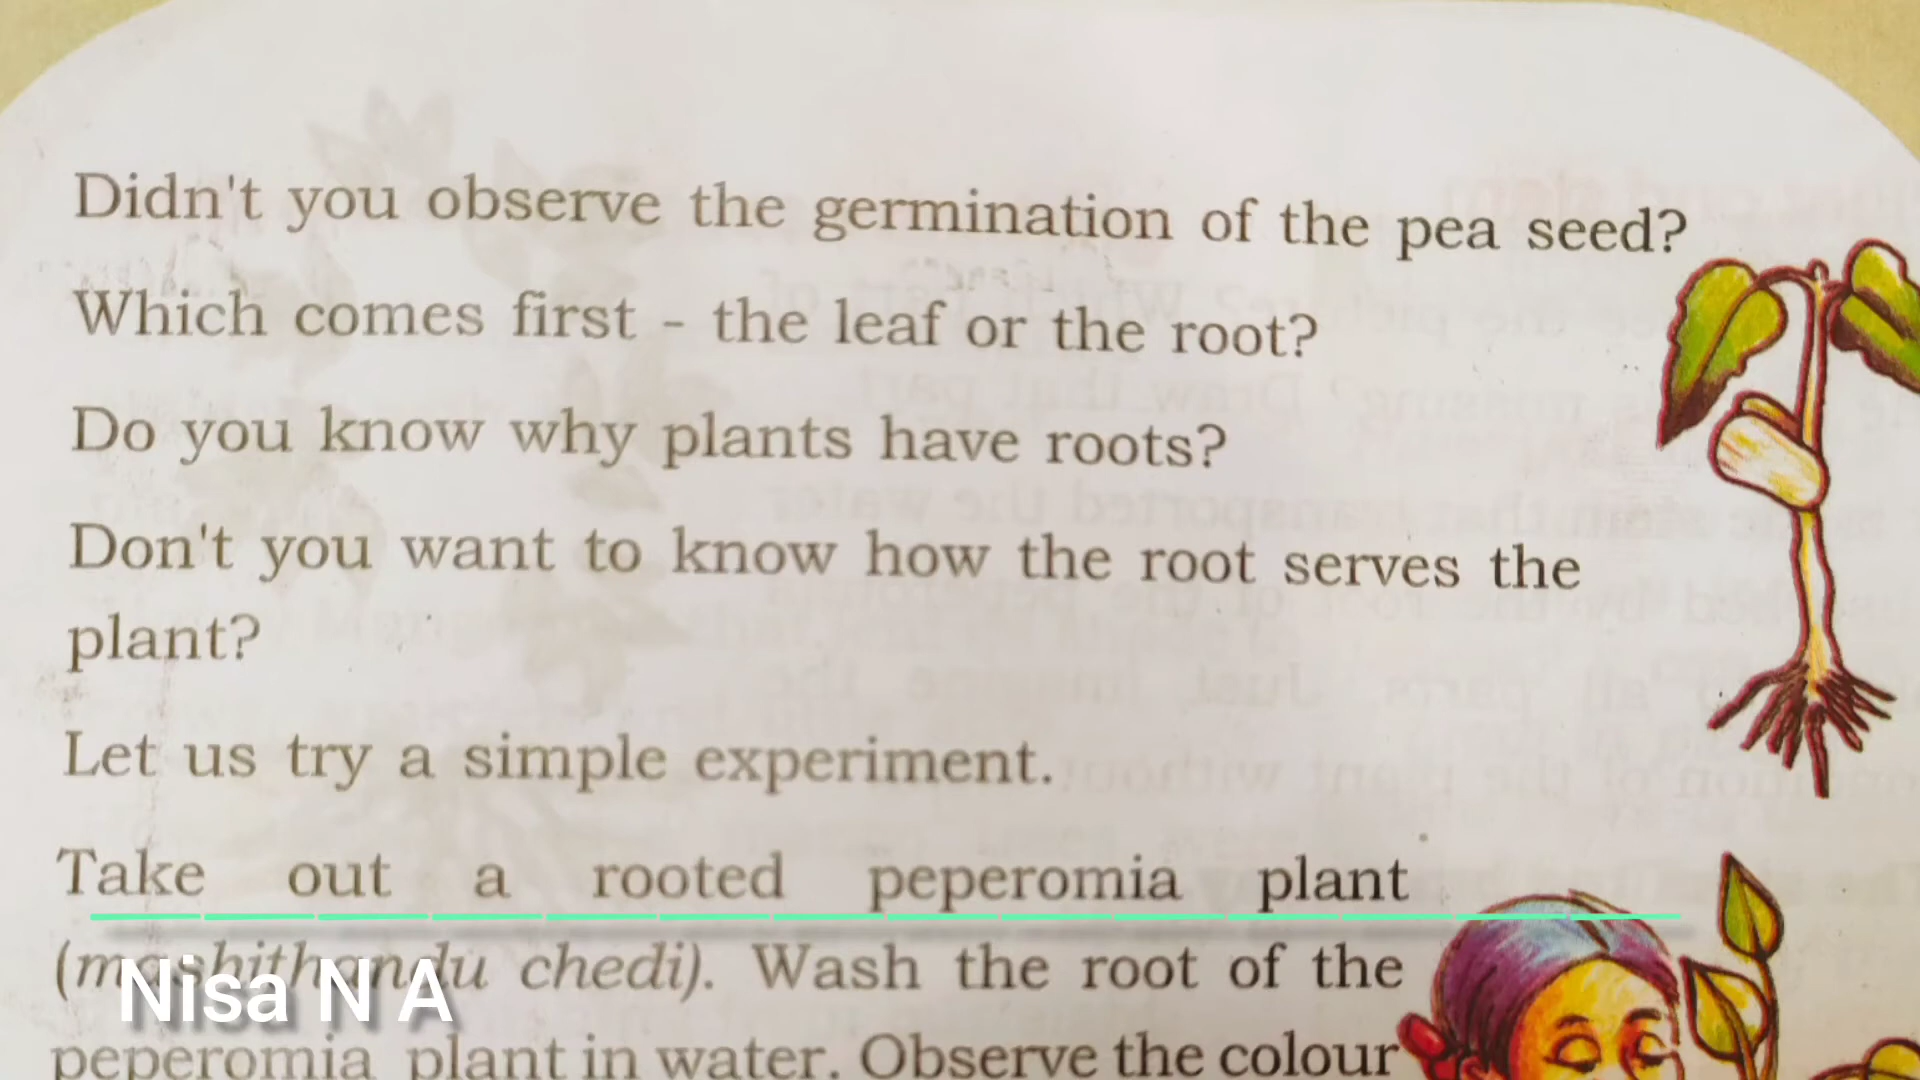 Didn't you observe the germination of the pea seed?
Which comes first - the leaf or the root?
Do you know why plants have roots?
Don't you want to know how the root serves the
plant?
Let us try a simple experiment.
Take out a rooted peperomia plant
(mashithandu chedi). Wash the root of the
Nisa N A
peperomia plant in water. Observe the colour